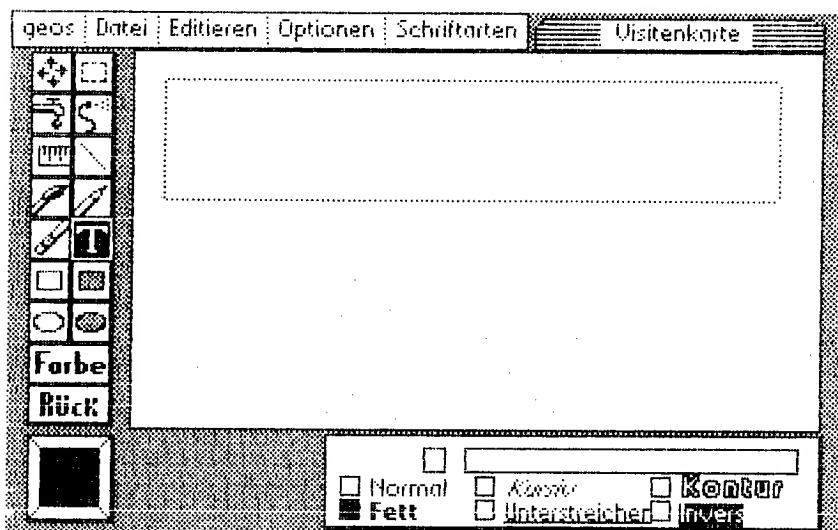 geos Datei Editieren Optionen Schriftarten Visitenkarte
T
Farbe
Rück
Normal Kursiv Kontur
Fett Unterstreichen Invers